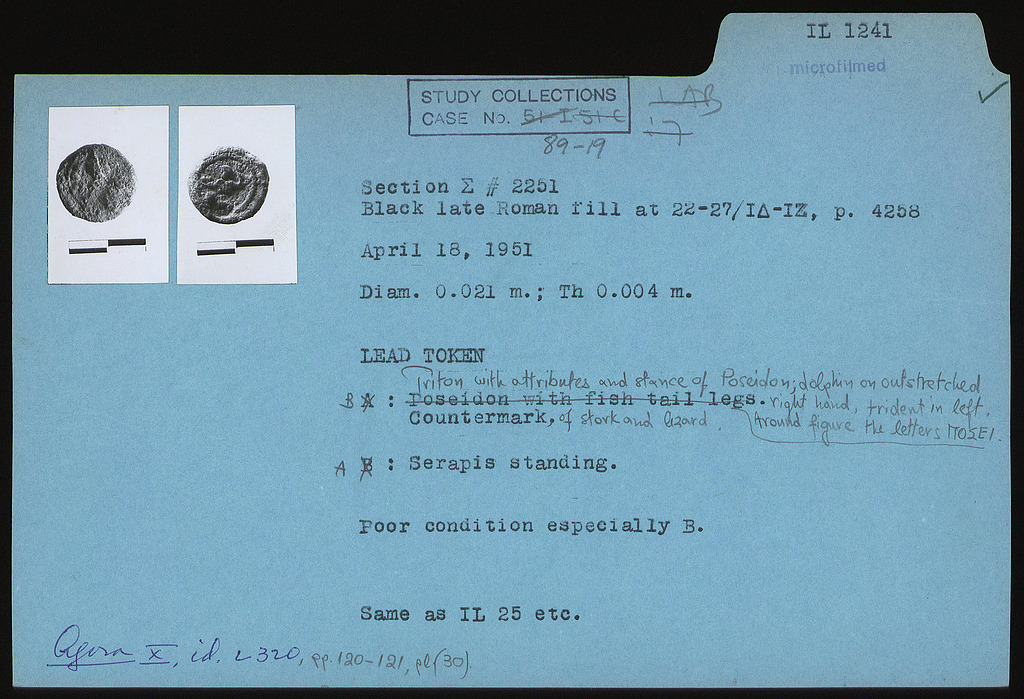 IL 1241
microfilmed
STUDY COLLECTIONS
CASE No. 51-I-51-C
89-19
LAB
'17
Section Σ # 2251
Black late Roman fill at 22-27/ΙΔ-ΙΖ, p. 4258
April 18, 1951
Diam. 0.021 m.; Th 0.004 m.
LEAD TOKEN
Triton, with attributes and stance of Poseidon; dolphin on outstretched
B A : Poseidon with fish tail legs. right hand, trident in left.
Countermark, of stork and lizard. Around figure the letters ΠΟΣΕΙ.
A B : Serapis standing.
Poor condition especially B.
Same as IL 25 etc.
Agora X, id. L 320, pp. 120-121, pl (30).